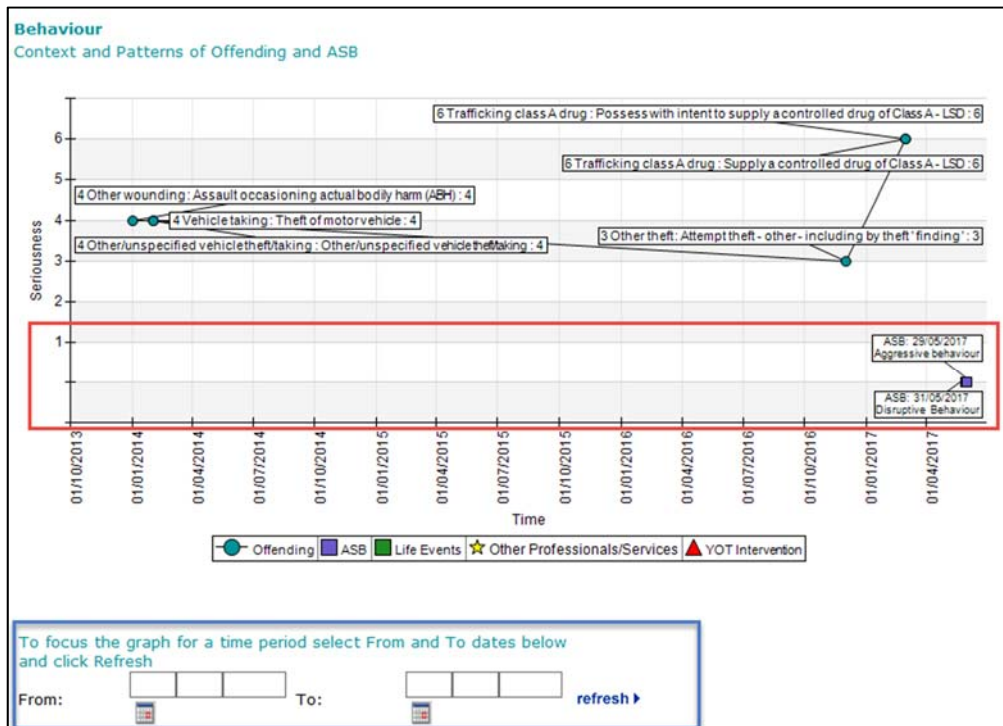 Behaviour
Context and Patterns of Offending and ASB
6 Trafficking class A drug : Possess with intent to supply a controlled drug of Class A - LSD : 6
6 Trafficking class A drug : Supply a controlled drug of Class A - LSD : 6
4 Other wounding : Assault occasioning actual bodily harm (ABH) : 4
4 Vehicle taking : Theft of motor vehicle : 4
4 Other/unspecified vehicle theft/taking : Other/unspecified vehicle theft/taking : 4
3 Other theft : Attempt theft - other - including by theft 'finding' : 3
Seriousness
6
5
4
3
2
1
ASB: 29/05/2017
Aggressive behaviour
ASB: 31/05/2017
Disruptive Behaviour
01/10/2013
01/01/2014
01/04/2014
01/07/2014
01/10/2014
01/01/2015
01/04/2015
01/07/2015
01/10/2015
01/01/2016
01/04/2016
01/07/2016
01/10/2016
01/01/2017
01/04/2017
Time
Offending ASB Life Events Other Professionals/Services YOT Intervention
To focus the graph for a time period select From and To dates below
and click Refresh
From: To: refresh